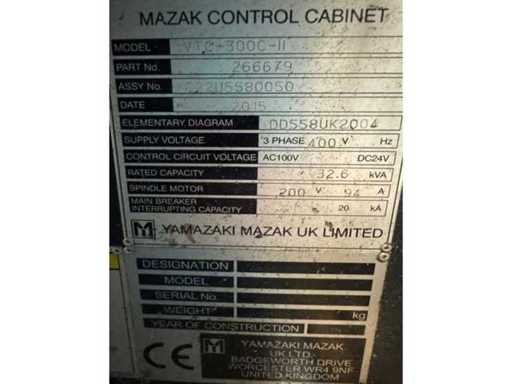 MAZAK CONTROL CABINET
MODEL VTC-300C-II
PART No. 266679
ASSY No.
DATE 2015
ELEMENTARY DIAGRAM DD558UK2004
SUPPLY VOLTAGE 3 PHASE 400 V Hz
CONTROL CIRCUIT VOLTAGE AC100V DC24V
RATED CAPACITY 32.6 kVA
SPINDLE MOTOR 200 V 94 A
MAIN BREAKER
INTERRUPTING CAPACITY 20 kA
M YAMAZAKI MAZAK UK LIMITED
DESIGNATION
MODEL
SERIAL No.
WEIGHT kg
YEAR OF CONSTRUCTION
CE M YAMAZAKI MAZAK
UK LTD.
BADGEWORTH DRIVE
WORCESTER WR4 9NF
UNITED KINGDOM